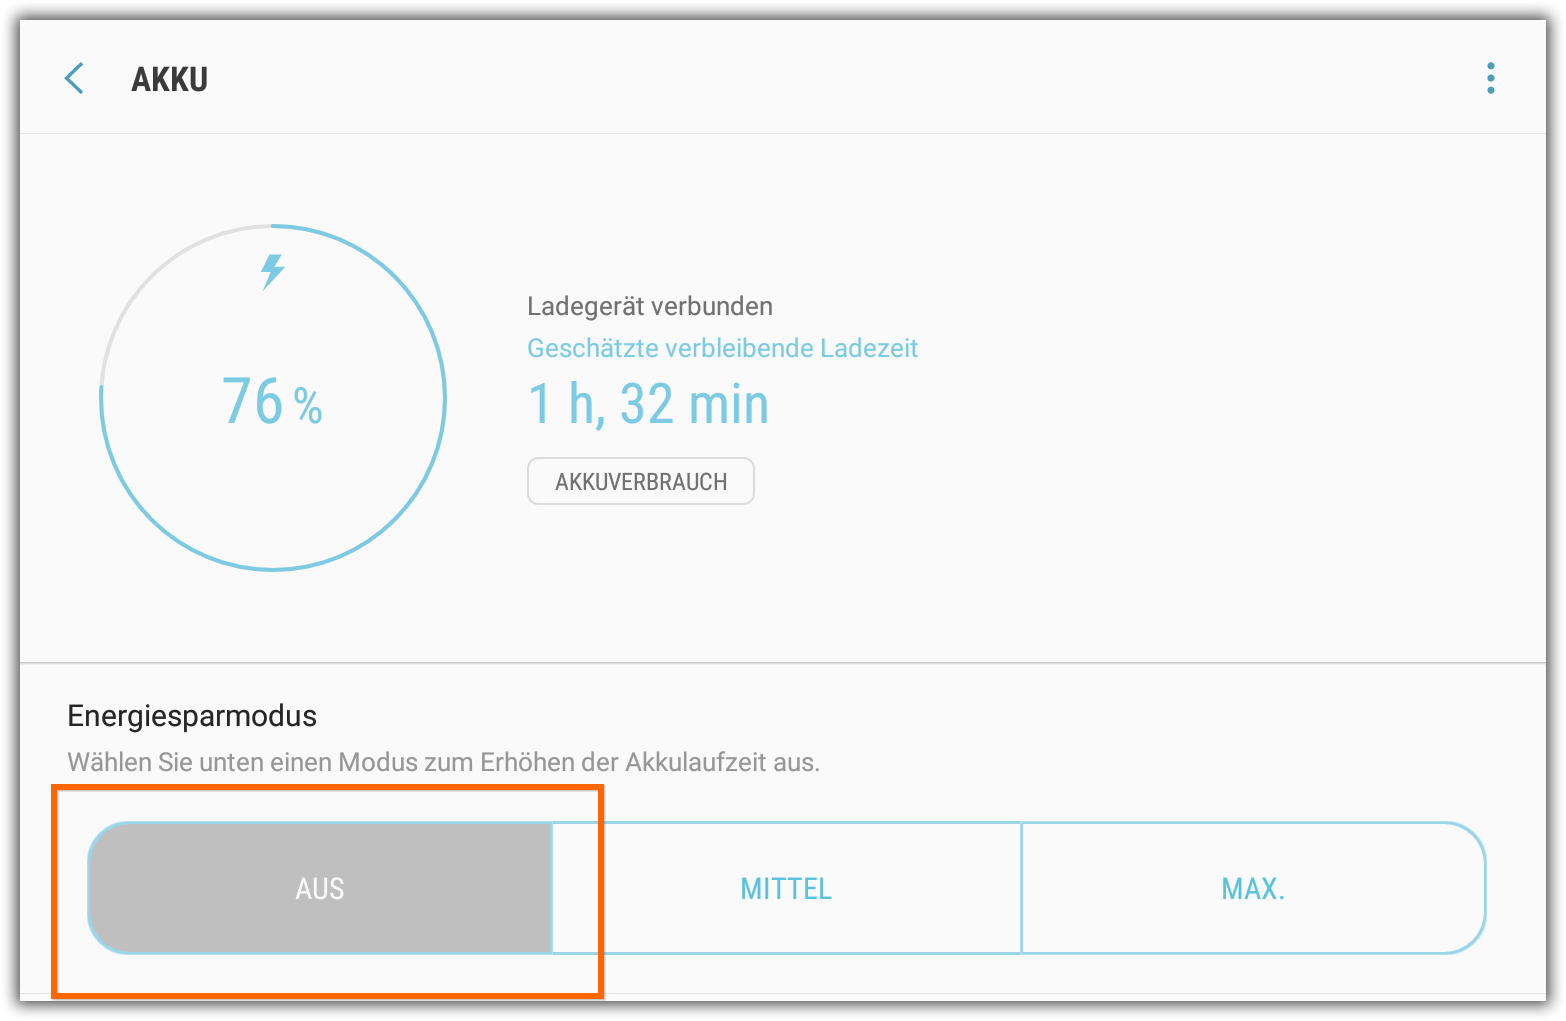 AKKU
76 %
Ladegerät verbunden
Geschätzte verbleibende Ladezeit
1 h, 32 min
AKKUVERBRAUCH
Energiesparmodus
Wählen Sie unten einen Modus zum Erhöhen der Akkulaufzeit aus.
AUS MITTEL MAX.